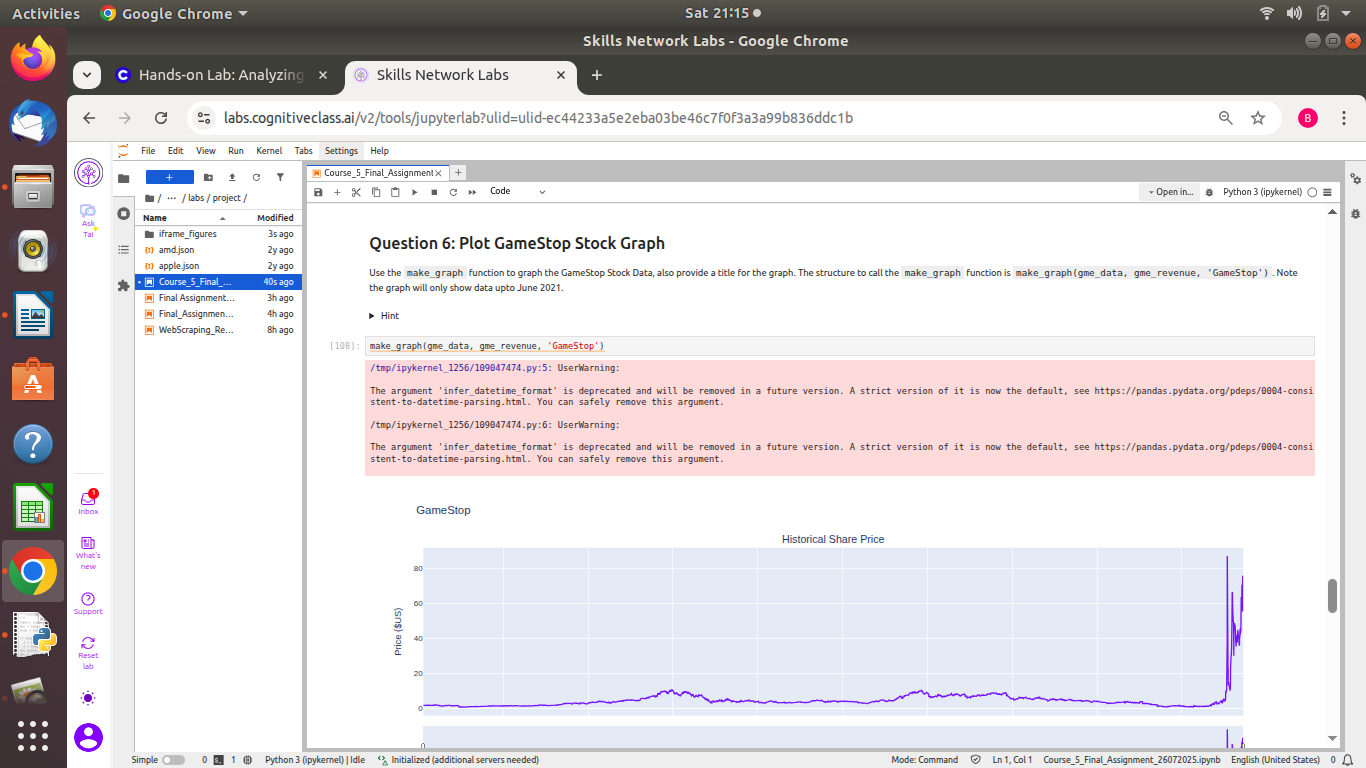 Activities
Google Chrome
Sat 21:15
Skills Network Labs - Google Chrome
Hands-on Lab: Analyzing
Skills Network Labs
labs.cognitiveclass.ai/v2/tools/jupyterlab?ulid=ulid-ec44233a5e2eba03be46c7f0f3a3a99b836ddc1b
B
File Edit View Run Kernel Tabs Settings Help
Ask
Tai
Inbox
1
What's
new
Support
Reset
lab
/ ··· / labs / project /
Name Modified
iframe_figures 3s ago
amd.json 2y ago
apple.json 2y ago
Course_5_Final_... 40s ago
Final Assignment... 3h ago
Final_Assignmen... 4h ago
WebScraping_Re... 8h ago
Course_5_Final_Assignment
Code
Open in...
Python 3 (ipykernel)
Question 6: Plot GameStop Stock Graph
Use the make_graph function to graph the GameStop Stock Data, also provide a title for the graph. The structure to call the make_graph function is make_graph(gme_data, gme_revenue, 'GameStop') . Note
the graph will only show data upto June 2021.
Hint
[108]: make_graph(gme_data, gme_revenue, 'GameStop')
/tmp/ipykernel_1256/109047474.py:5: UserWarning:
The argument 'infer_datetime_format' is deprecated and will be removed in a future version. A strict version of it is now the default, see https://pandas.pydata.org/pdeps/0004-consi
stent-to-datetime-parsing.html. You can safely remove this argument.
/tmp/ipykernel_1256/109047474.py:6: UserWarning:
The argument 'infer_datetime_format' is deprecated and will be removed in a future version. A strict version of it is now the default, see https://pandas.pydata.org/pdeps/0004-consi
stent-to-datetime-parsing.html. You can safely remove this argument.
GameStop
Historical Share Price
Price ($US)
80
60
40
20
0
Simple 0 1 Python 3 (ipykernel) | Idle Initialized (additional servers needed)
Mode: Command Ln 1, Col 1 Course_5_Final_Assignment_26072025.ipynb English (United States) 0